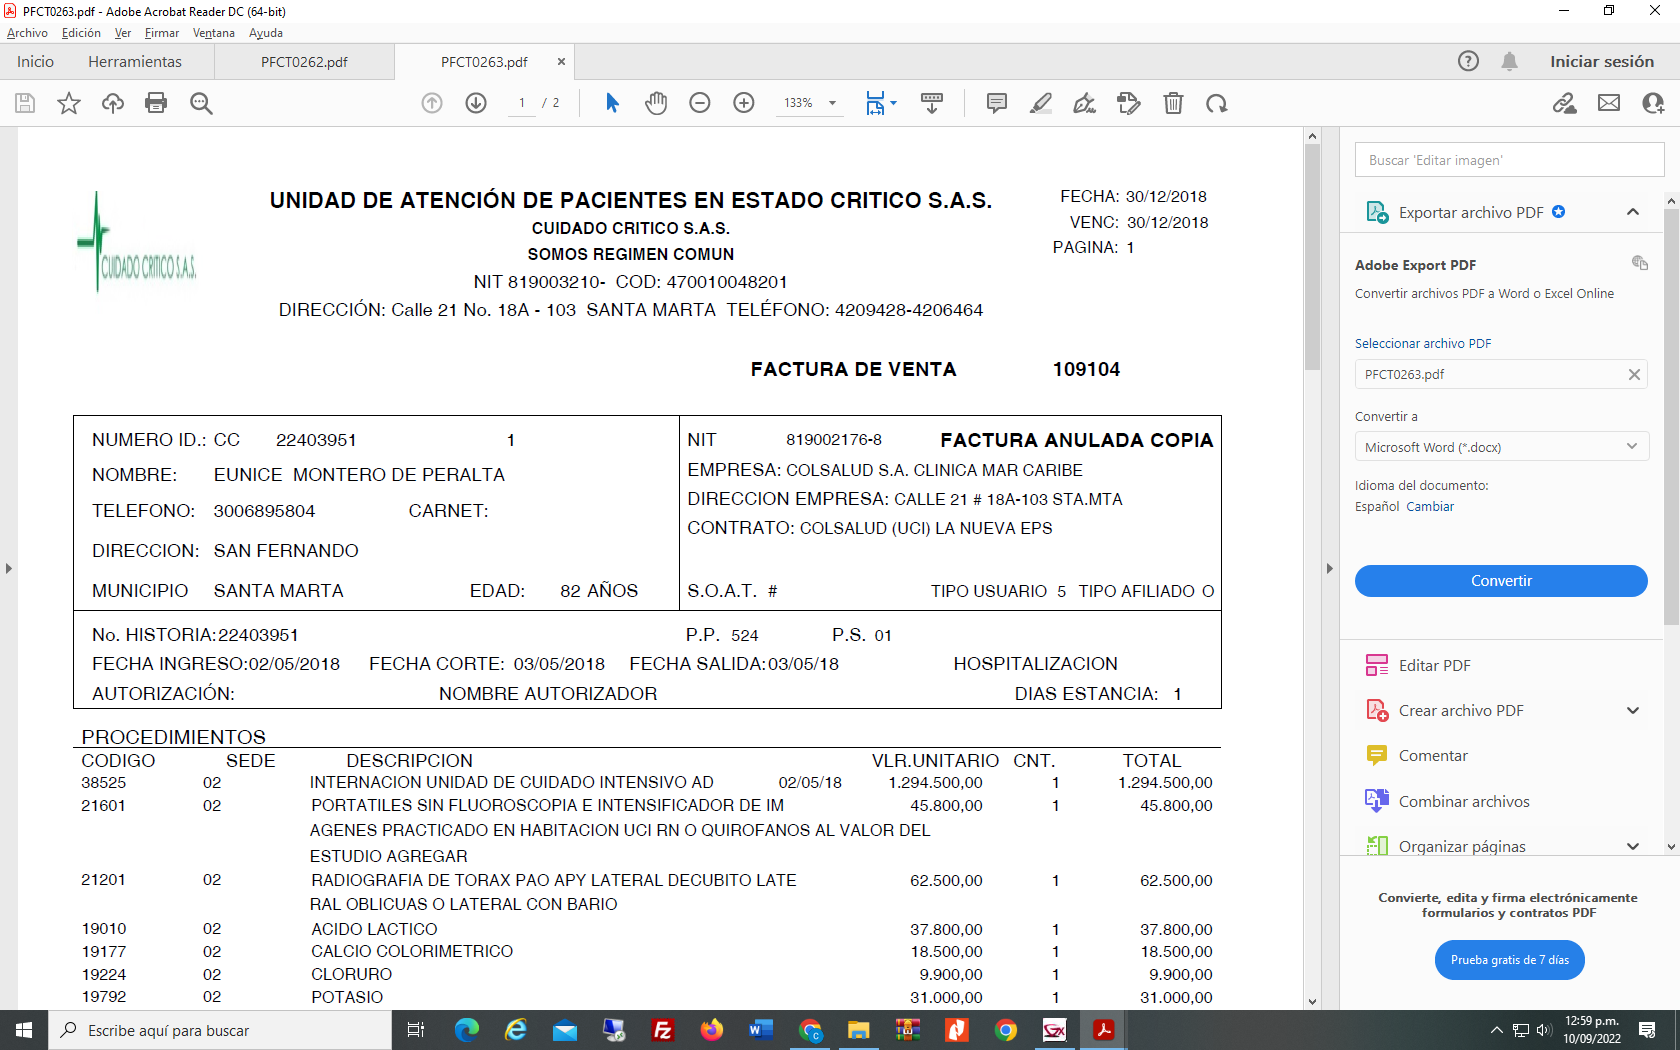 PFCT0263.pdf - Adobe Acrobat Reader DC (64-bit)
Archivo Edición Ver Firmar Ventana Ayuda
Inicio Herramientas PFCT0262.pdf PFCT0263.pdf × Iniciar sesión
1 / 2 133%
UNIDAD DE ATENCIÓN DE PACIENTES EN ESTADO CRITICO S.A.S. FECHA: 30/12/2018
CUIDADO CRITICO S.A.S. VENC: 30/12/2018
SOMOS REGIMEN COMUN PAGINA: 1
CUIDADO CRITICO S.A.S.
NIT 819003210- COD: 470010048201
DIRECCIÓN: Calle 21 No. 18A - 103 SANTA MARTA TELÉFONO: 4209428-4206464
FACTURA DE VENTA 109104
NUMERO ID.: CC 22403951 1
NOMBRE: EUNICE MONTERO DE PERALTA
TELEFONO: 3006895804 CARNET:
DIRECCION: SAN FERNANDO
MUNICIPIO SANTA MARTA EDAD: 82 AÑOS
NIT 819002176-8 FACTURA ANULADA COPIA
EMPRESA: COLSALUD S.A. CLINICA MAR CARIBE
DIRECCION EMPRESA: CALLE 21 # 18A-103 STA.MTA
CONTRATO: COLSALUD (UCI) LA NUEVA EPS
S.O.A.T. # TIPO USUARIO 5 TIPO AFILIADO O
No. HISTORIA: 22403951 P.P. 524 P.S. 01
FECHA INGRESO: 02/05/2018 FECHA CORTE: 03/05/2018 FECHA SALIDA: 03/05/18 HOSPITALIZACION
AUTORIZACIÓN: NOMBRE AUTORIZADOR DIAS ESTANCIA: 1
PROCEDIMIENTOS
CODIGO SEDE DESCRIPCION VLR.UNITARIO CNT. TOTAL
38525 02 INTERNACION UNIDAD DE CUIDADO INTENSIVO AD 02/05/18 1.294.500,00 1 1.294.500,00
21601 02 PORTATILES SIN FLUOROSCOPIA E INTENSIFICADOR DE IM 45.800,00 1 45.800,00
AGENES PRACTICADO EN HABITACION UCI RN O QUIROFANOS AL VALOR DEL
ESTUDIO AGREGAR
21201 02 RADIOGRAFIA DE TORAX PAO APY LATERAL DECUBITO LATE 62.500,00 1 62.500,00
RAL OBLICUAS O LATERAL CON BARIO
19010 02 ACIDO LACTICO 37.800,00 1 37.800,00
19177 02 CALCIO COLORIMETRICO 18.500,00 1 18.500,00
19224 02 CLORURO 9.900,00 1 9.900,00
19792 02 POTASIO 31.000,00 1 31.000,00
Buscar 'Editar imagen'
Exportar archivo PDF
Adobe Export PDF
Convertir archivos PDF a Word o Excel Online
Seleccionar archivo PDF
PFCT0263.pdf
Convertir a
Microsoft Word (*.docx)
Idioma del documento:
Español Cambiar
Convertir
Editar PDF
Crear archivo PDF
Comentar
Combinar archivos
Organizar páginas
Convierte, edita y firma electrónicamente
formularios y contratos PDF
Prueba gratis de 7 días
Escribe aquí para buscar
12:59 p.m.
10/09/2022